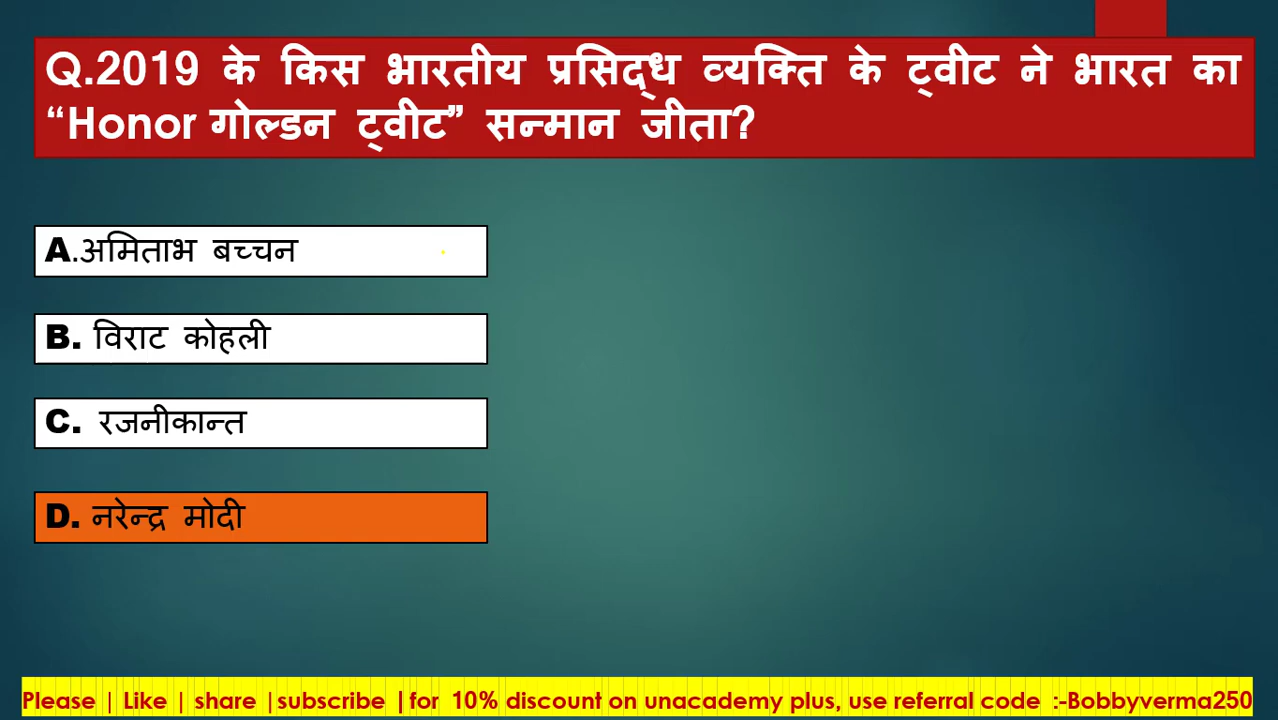 Q.2019 के किस भारतीय प्रसिद्ध व्यक्ति के ट्वीट ने भारत का
“Honor गोल्डन ट्वीट” सन्मान जीता?
A.अमिताभ बच्चन
B. विराट कोहली
C. रजनीकान्त
D. नरेन्द्र मोदी
Please | Like | share |subscribe |for 10% discount on unacademy plus, use referral code :-Bobbyverma250